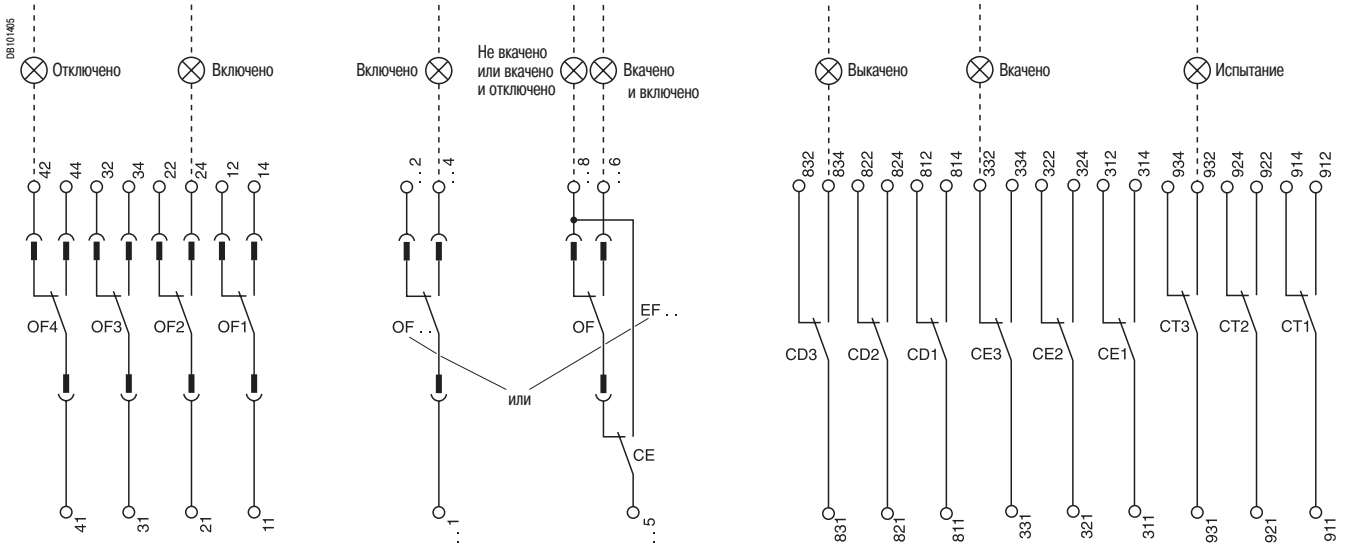 DB101405
Отключено
Включено
Включено
Не вкачено
или вкачено
и отключено
Вкачено
и включено
Выкачено
Вкачено
Испытание
42
44
32
34
22
24
12
14
. . 2
. . 4
. . 8
. . 6
832
834
822
824
812
814
332
334
322
324
312
314
934
932
924
922
914
912
OF4
OF3
OF2
OF1
OF . .
OF
EF . .
или
CE
CD3
CD2
CD1
CE3
CE2
CE1
CT3
CT2
CT1
41
31
21
11
. . 1
. . 5
831
821
811
331
321
311
931
921
911